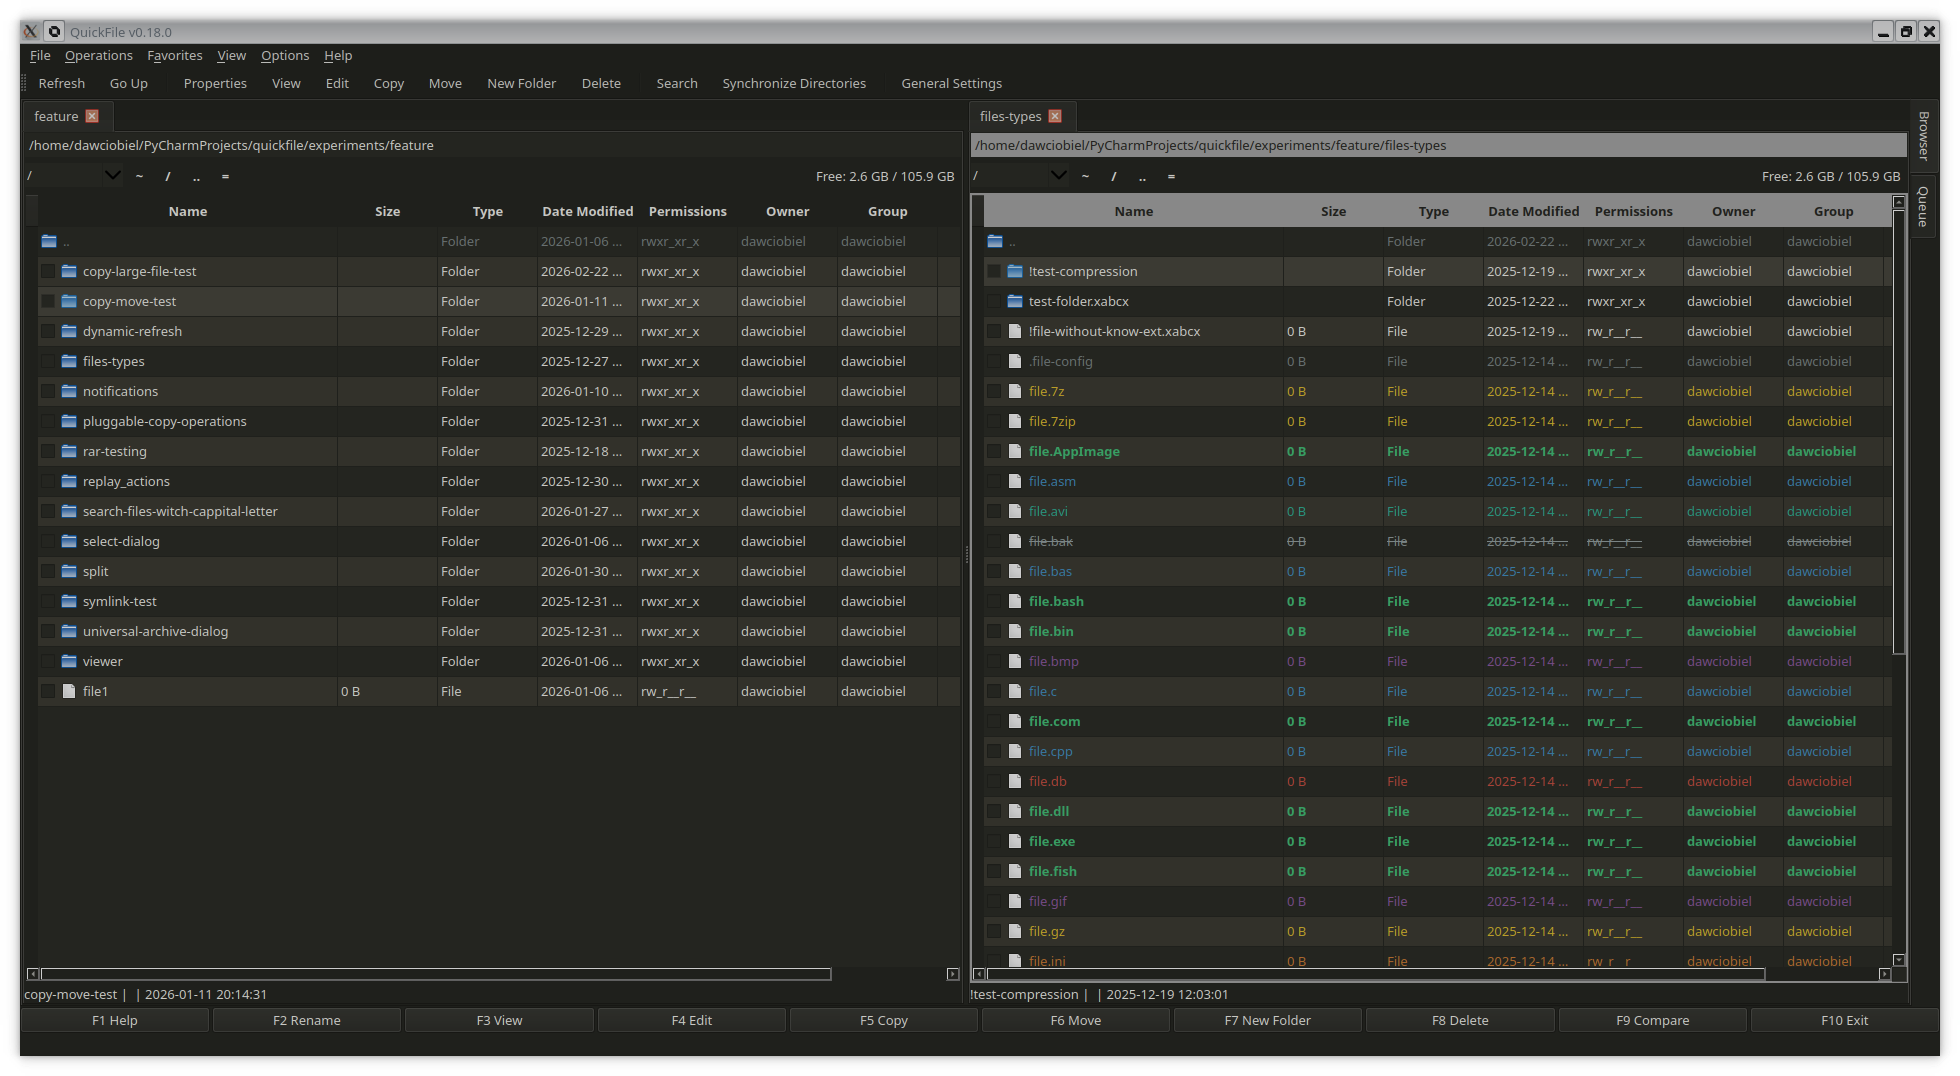 QuickFile v0.18.0
File Operations Favorites View Options Help
Refresh Go Up Properties View Edit Copy Move New Folder Delete Search Synchronize Directories General Settings
feature
/home/dawciobiel/PyCharmProjects/quickfile/experiments/feature
/ ~ / .. = Free: 2.6 GB / 105.9 GB
Name Size Type Date Modified Permissions Owner Group
.. Folder 2026-01-06 ... rwxr_xr_x dawciobiel dawciobiel
copy-large-file-test Folder 2026-02-22 ... rwxr_xr_x dawciobiel dawciobiel
copy-move-test Folder 2026-01-11 ... rwxr_xr_x dawciobiel dawciobiel
dynamic-refresh Folder 2025-12-29 ... rwxr_xr_x dawciobiel dawciobiel
files-types Folder 2025-12-27 ... rwxr_xr_x dawciobiel dawciobiel
notifications Folder 2026-01-10 ... rwxr_xr_x dawciobiel dawciobiel
pluggable-copy-operations Folder 2025-12-31 ... rwxr_xr_x dawciobiel dawciobiel
rar-testing Folder 2025-12-18 ... rwxr_xr_x dawciobiel dawciobiel
replay_actions Folder 2025-12-30 ... rwxr_xr_x dawciobiel dawciobiel
search-files-witch-cappital-letter Folder 2026-01-27 ... rwxr_xr_x dawciobiel dawciobiel
select-dialog Folder 2026-01-06 ... rwxr_xr_x dawciobiel dawciobiel
split Folder 2026-01-30 ... rwxr_xr_x dawciobiel dawciobiel
symlink-test Folder 2025-12-31 ... rwxr_xr_x dawciobiel dawciobiel
universal-archive-dialog Folder 2025-12-31 ... rwxr_xr_x dawciobiel dawciobiel
viewer Folder 2026-01-06 ... rwxr_xr_x dawciobiel dawciobiel
file1 0 B File 2026-01-06 ... rw_r__r__ dawciobiel dawciobiel
copy-move-test | | 2026-01-11 20:14:31
files-types
/home/dawciobiel/PyCharmProjects/quickfile/experiments/feature/files-types
/ ~ / .. = Free: 2.6 GB / 105.9 GB
Name Size Type Date Modified Permissions Owner Group
.. Folder 2026-02-22 ... rwxr_xr_x dawciobiel dawciobiel
!test-compression Folder 2025-12-19 ... rwxr_xr_x dawciobiel dawciobiel
test-folder.xabcx Folder 2025-12-22 ... rwxr_xr_x dawciobiel dawciobiel
!file-without-know-ext.xabcx 0 B File 2025-12-19 ... rw_r__r__ dawciobiel dawciobiel
.file-config 0 B File 2025-12-14 ... rw_r__r__ dawciobiel dawciobiel
file.7z 0 B File 2025-12-14 ... rw_r__r__ dawciobiel dawciobiel
file.7zip 0 B File 2025-12-14 ... rw_r__r__ dawciobiel dawciobiel
file.AppImage 0 B File 2025-12-14 ... rw_r__r__ dawciobiel dawciobiel
file.asm 0 B File 2025-12-14 ... rw_r__r__ dawciobiel dawciobiel
file.avi 0 B File 2025-12-14 ... rw_r__r__ dawciobiel dawciobiel
file.bak 0 B File 2025-12-14 ... rw_r__r__ dawciobiel dawciobiel
file.bas 0 B File 2025-12-14 ... rw_r__r__ dawciobiel dawciobiel
file.bash 0 B File 2025-12-14 ... rw_r__r__ dawciobiel dawciobiel
file.bin 0 B File 2025-12-14 ... rw_r__r__ dawciobiel dawciobiel
file.bmp 0 B File 2025-12-14 ... rw_r__r__ dawciobiel dawciobiel
file.c 0 B File 2025-12-14 ... rw_r__r__ dawciobiel dawciobiel
file.com 0 B File 2025-12-14 ... rw_r__r__ dawciobiel dawciobiel
file.cpp 0 B File 2025-12-14 ... rw_r__r__ dawciobiel dawciobiel
file.db 0 B File 2025-12-14 ... rw_r__r__ dawciobiel dawciobiel
file.dll 0 B File 2025-12-14 ... rw_r__r__ dawciobiel dawciobiel
file.exe 0 B File 2025-12-14 ... rw_r__r__ dawciobiel dawciobiel
file.fish 0 B File 2025-12-14 ... rw_r__r__ dawciobiel dawciobiel
file.gif 0 B File 2025-12-14 ... rw_r__r__ dawciobiel dawciobiel
file.gz 0 B File 2025-12-14 ... rw_r__r__ dawciobiel dawciobiel
file.ini 0 B File 2025-12-14 ... rw_r__r__ dawciobiel dawciobiel
!test-compression | | 2025-12-19 12:03:01
Browser
Queue
F1 Help F2 Rename F3 View F4 Edit F5 Copy F6 Move F7 New Folder F8 Delete F9 Compare F10 Exit